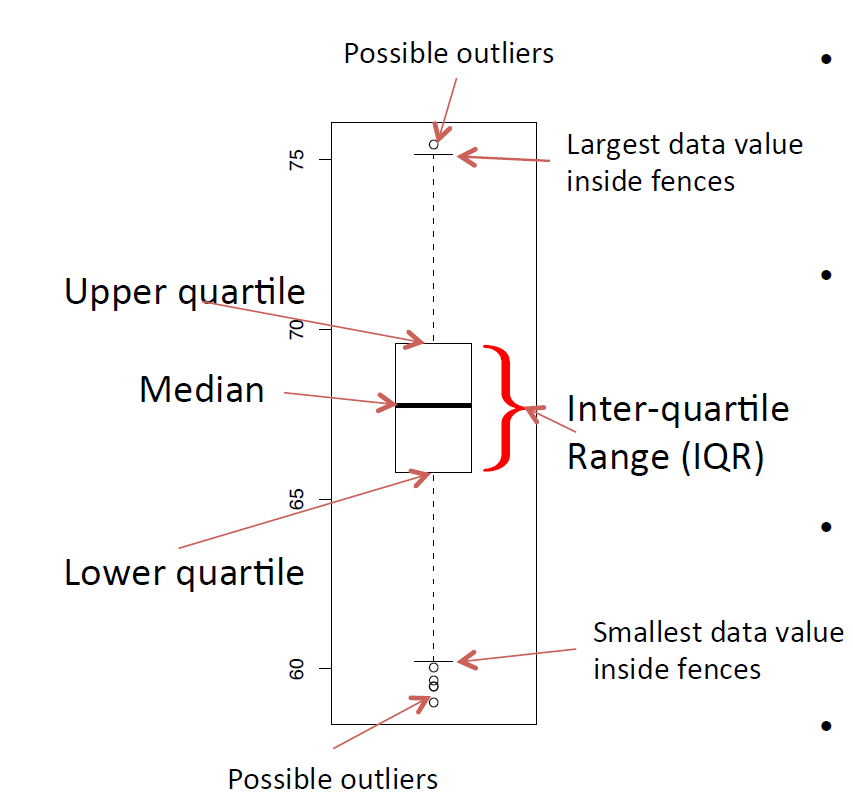 Possible outliers
•
Largest data value
inside fences
75
•
Upper quartile
70
Median
Inter-quartile
Range (IQR)
65
•
Lower quartile
Smallest data value
inside fences
60
•
Possible outliers